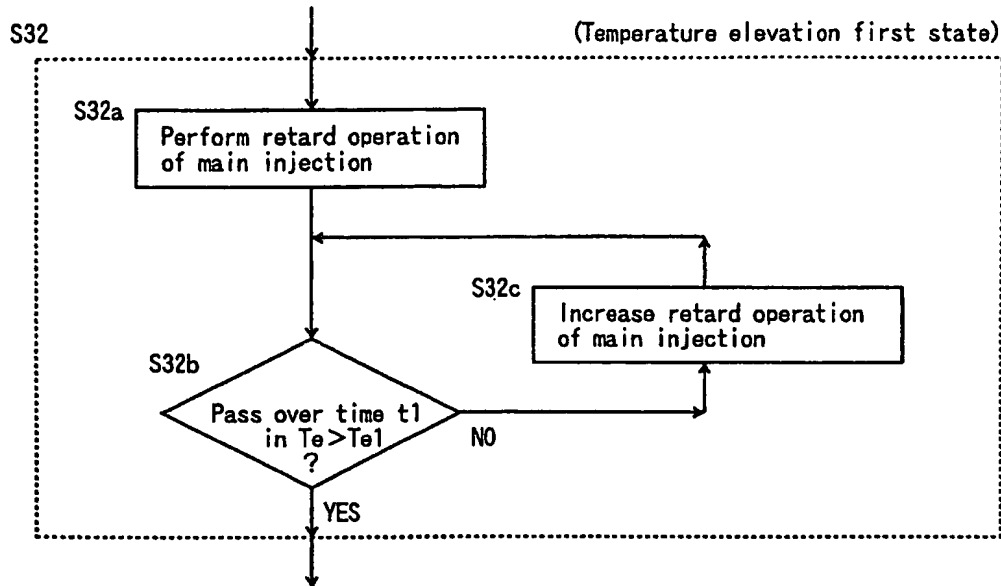 S32
(Temperature elevation first state)
S32a
Perform retard operation
of main injection
S32c
Increase retard operation
of main injection
S32b
Pass over time t1
in Te>Te1
?
NO
YES